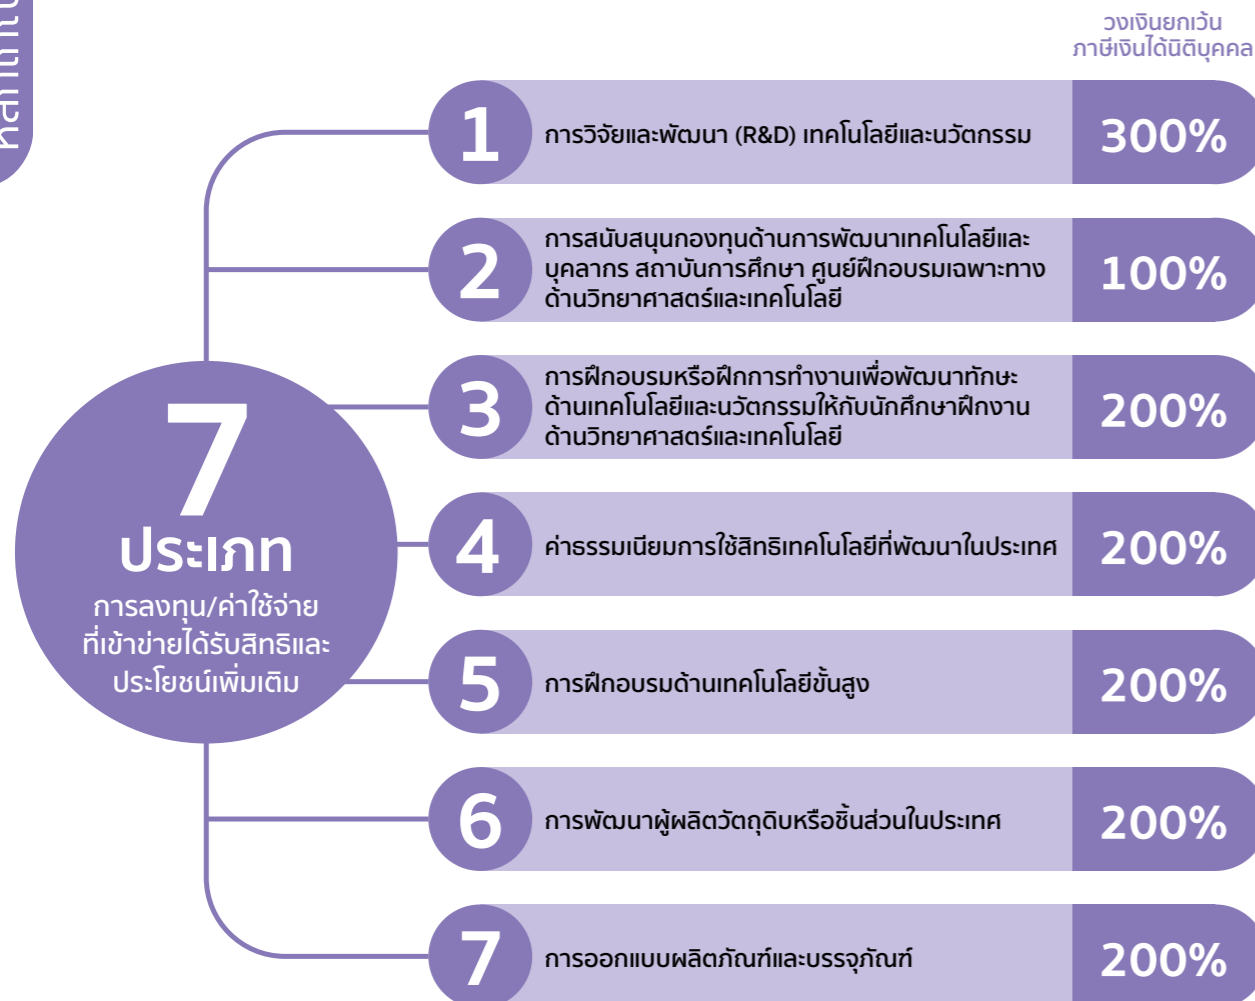 วงเงินยกเว้น
ภาษีเงินได้นิติบุคคล
7
ประเภท
การลงทุน/ค่าใช้จ่าย
ที่เข้าข่ายได้รับสิทธิและ
ประโยชน์เพิ่มเติม
1
การวิจัยและพัฒนา (R&D) เทคโนโลยีและนวัตกรรม
300%
2
การสนับสนุนกองทุนด้านการพัฒนาเทคโนโลยีและ
บุคลากร สถาบันการศึกษา ศูนย์ฝึกอบรมเฉพาะทาง
ด้านวิทยาศาสตร์และเทคโนโลยี
100%
3
การฝึกอบรมหรือฝึกการทำงานเพื่อพัฒนาทักษะ
ด้านเทคโนโลยีและนวัตกรรมให้กับนักศึกษาฝึกงาน
ด้านวิทยาศาสตร์และเทคโนโลยี
200%
4
ค่าธรรมเนียมการใช้สิทธิเทคโนโลยีที่พัฒนาในประเทศ
200%
5
การฝึกอบรมด้านเทคโนโลยีขั้นสูง
200%
6
การพัฒนาผู้ผลิตวัตถุดิบหรือชิ้นส่วนในประเทศ
200%
7
การออกแบบผลิตภัณฑ์และบรรจุภัณฑ์
200%